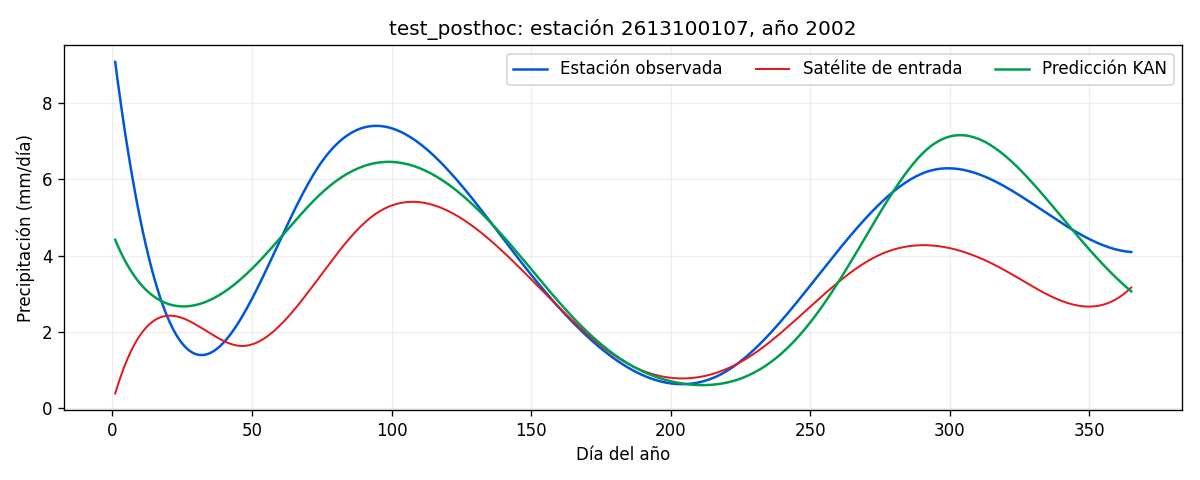 test_posthoc: estación 2613100107, año 2002
Estación observada
Satélite de entrada
Predicción KAN
Precipitación (mm/día)
8
6
4
2
0
0 50 100 150 200 250 300 350
Día del año